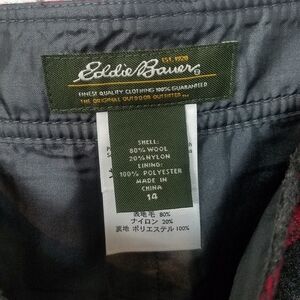 EST. 1920
Eddie Bauer®
FINEST QUALITY CLOTHING 100% GUARANTEED
THE ORIGINAL OUTDOOR OUTFITTER™
SHELL:
80% WOOL
20% NYLON
LINING:
100% POLYESTER
MADE IN
CHINA
14
表地 毛 80%
ナイロン 20%
裏地 ポリエステル 100%